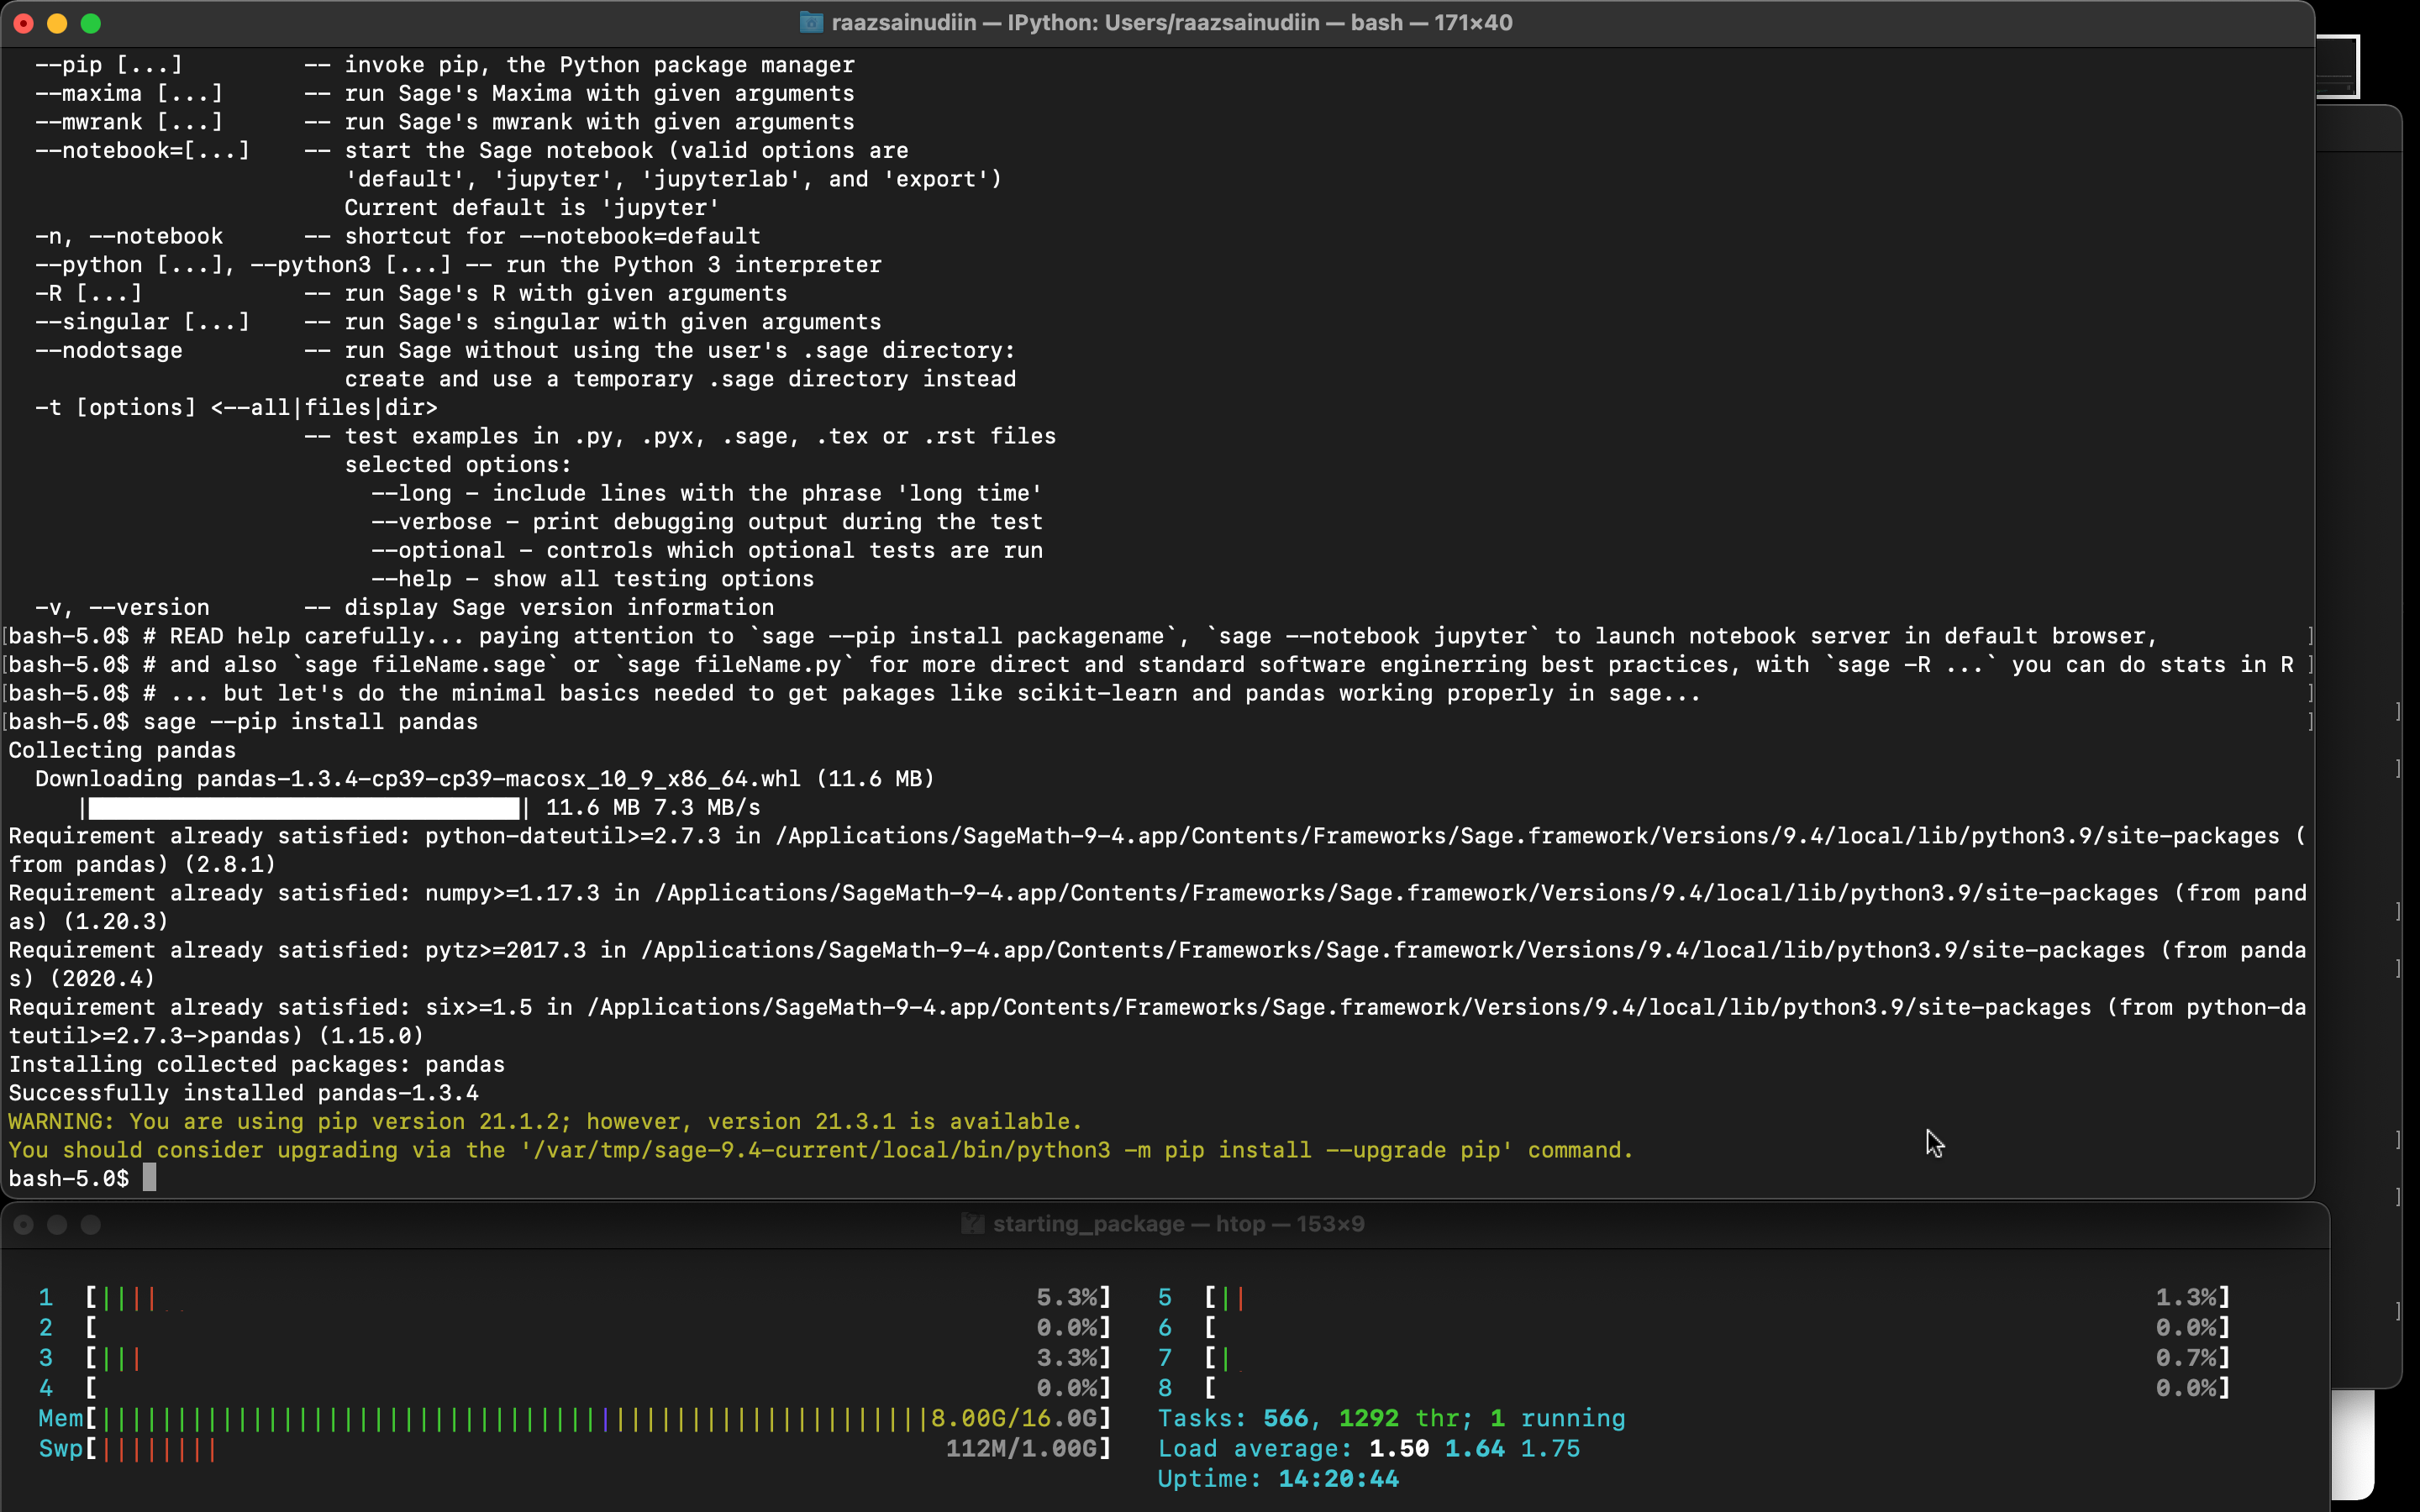 raazsainudiin — IPython: Users/raazsainudiin — bash — 171×40
--pip [...]         -- invoke pip, the Python package manager
--maxima [...]      -- run Sage's Maxima with given arguments
--mwrank [...]      -- run Sage's mwrank with given arguments
--notebook=[...]    -- start the Sage notebook (valid options are
'default', 'jupyter', 'jupyterlab', and 'export')
Current default is 'jupyter'
-n, --notebook      -- shortcut for --notebook=default
--python [...], --python3 [...] -- run the Python 3 interpreter
-R [...]            -- run Sage's R with given arguments
--singular [...]    -- run Sage's singular with given arguments
--nodotsage         -- run Sage without using the user's .sage directory:
create and use a temporary .sage directory instead
-t [options] <--all|files|dir>
-- test examples in .py, .pyx, .sage, .tex or .rst files
selected options:
--long - include lines with the phrase 'long time'
--verbose - print debugging output during the test
--optional - controls which optional tests are run
--help - show all testing options
-v, --version       -- display Sage version information
[bash-5.0$ # READ help carefully... paying attention to `sage --pip install packagename`, `sage --notebook jupyter` to launch notebook server in default browser, ]
[bash-5.0$ # and also `sage fileName.sage` or `sage fileName.py` for more direct and standard software enginerring best practices, with `sage -R ...` you can do stats in R ]
[bash-5.0$ # ... but let's do the minimal basics needed to get pakages like scikit-learn and pandas working properly in sage... ]
[bash-5.0$ sage --pip install pandas ]
Collecting pandas
Downloading pandas-1.3.4-cp39-cp39-macosx_10_9_x86_64.whl (11.6 MB)
|████████████████████████████████| 11.6 MB 7.3 MB/s
Requirement already satisfied: python-dateutil>=2.7.3 in /Applications/SageMath-9-4.app/Contents/Frameworks/Sage.framework/Versions/9.4/local/lib/python3.9/site-packages (
from pandas) (2.8.1)
Requirement already satisfied: numpy>=1.17.3 in /Applications/SageMath-9-4.app/Contents/Frameworks/Sage.framework/Versions/9.4/local/lib/python3.9/site-packages (from pand
as) (1.20.3)
Requirement already satisfied: pytz>=2017.3 in /Applications/SageMath-9-4.app/Contents/Frameworks/Sage.framework/Versions/9.4/local/lib/python3.9/site-packages (from panda
s) (2020.4)
Requirement already satisfied: six>=1.5 in /Applications/SageMath-9-4.app/Contents/Frameworks/Sage.framework/Versions/9.4/local/lib/python3.9/site-packages (from python-da
teutil>=2.7.3->pandas) (1.15.0)
Installing collected packages: pandas
Successfully installed pandas-1.3.4
WARNING: You are using pip version 21.1.2; however, version 21.3.1 is available.
You should consider upgrading via the '/var/tmp/sage-9.4-current/local/bin/python3 -m pip install --upgrade pip' command.
bash-5.0$
starting_package — htop — 153×9
1 [|||| 5.3%] 5 [|| 1.3%]
2 [ 0.0%] 6 [ 0.0%]
3 [||| 3.3%] 7 [| 0.7%]
4 [ 0.0%] 8 [ 0.0%]
Mem[||||||||||||||||||||||||||||||||||||||||||||||||||||||8.00G/16.0G] Tasks: 566, 1292 thr; 1 running
Swp[|||||||| 112M/1.00G] Load average: 1.50 1.64 1.75
Uptime: 14:20:44